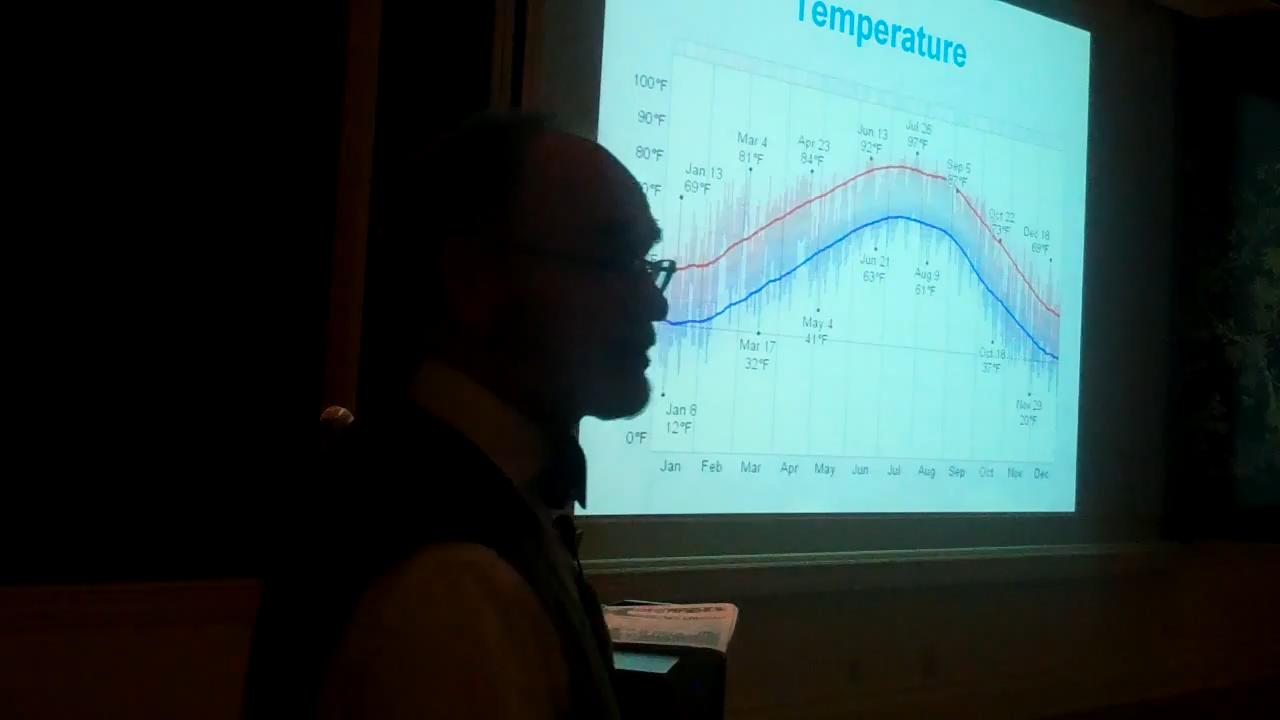 Temperature
100°F
90°F
80°F
0°F
Jan 13
69°F
Mar 4
81°F
Apr 23
84°F
Jun 13
92°F
Jul 26
97°F
Sep 5
87°F
Oct 22
73°F
Dec 18
69°F
Jan 8
12°F
Mar 17
32°F
May 4
41°F
Jun 21
63°F
Aug 9
61°F
Oct 18
37°F
Nov 29
20°F
0°F
Jan Feb Mar Apr May Jun Jul Aug Sep Oct Nov Dec